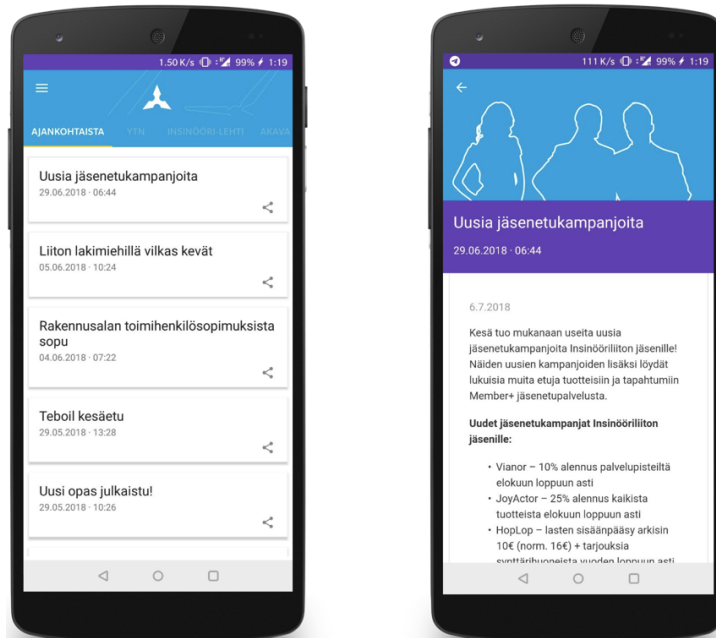 1.50 K/s 99% 1:19
AJANKOHTAISTA YTN INSINÖÖRI-LEHTI AKAVA
Uusia jäsenetukampanjoita
29.06.2018 · 06:44
Liiton lakimiehillä vilkas kevät
05.06.2018 · 10:24
Rakennusalan toimihenkilösopimuksista
sopu
04.06.2018 · 07:22
Teboil kesäetu
29.05.2018 · 13:28
Uusi opas julkaistu!
29.05.2018 · 10:26
111 K/s 99% 1:19
Uusia jäsenetukampanjoita
29.06.2018 · 06:44
6.7.2018
Kesä tuo mukanaan useita uusia
jäsenetukampanjoita Insinööriliiton jäsenille!
Näiden uusien kampanjoiden lisäksi löydät
lukuisia muita etuja tuotteisiin ja tapahtumiin
Member+ jäsenetupalvelusta.
Uudet jäsenetukampanjat Insinööriliiton
jäsenille:
• Vianor – 10% alennus palvelupisteiltä
elokuun loppuun asti
• JoyActor – 25% alennus kaikista
tuotteista elokuun loppuun asti
• HopLop – lasten sisäänpääsy arkisin
10€ (norm. 16€) + tarjouksia
synttärihuoneista vuoden loppuun asti